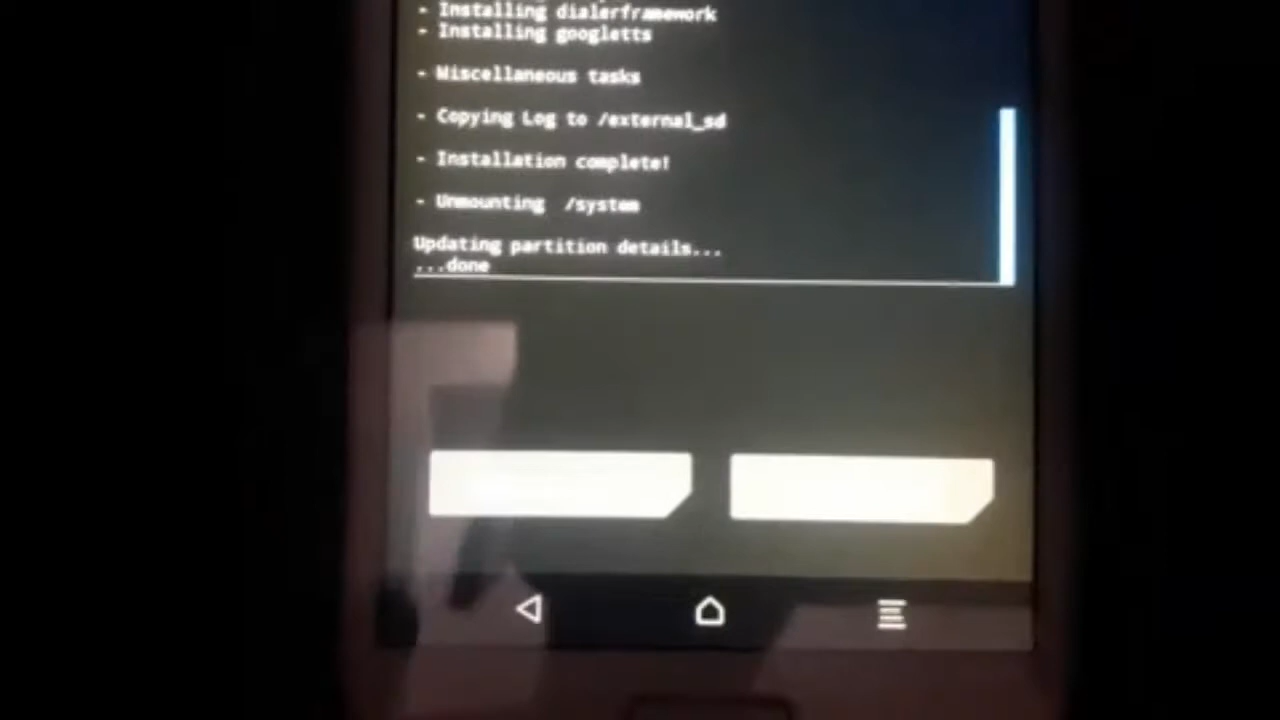 - Installing dialerframework
- Installing googletts
- Miscellaneous tasks
- Copying Log to /external_sd
- Installation complete!
- Unmounting /system
Updating partition details...
...done